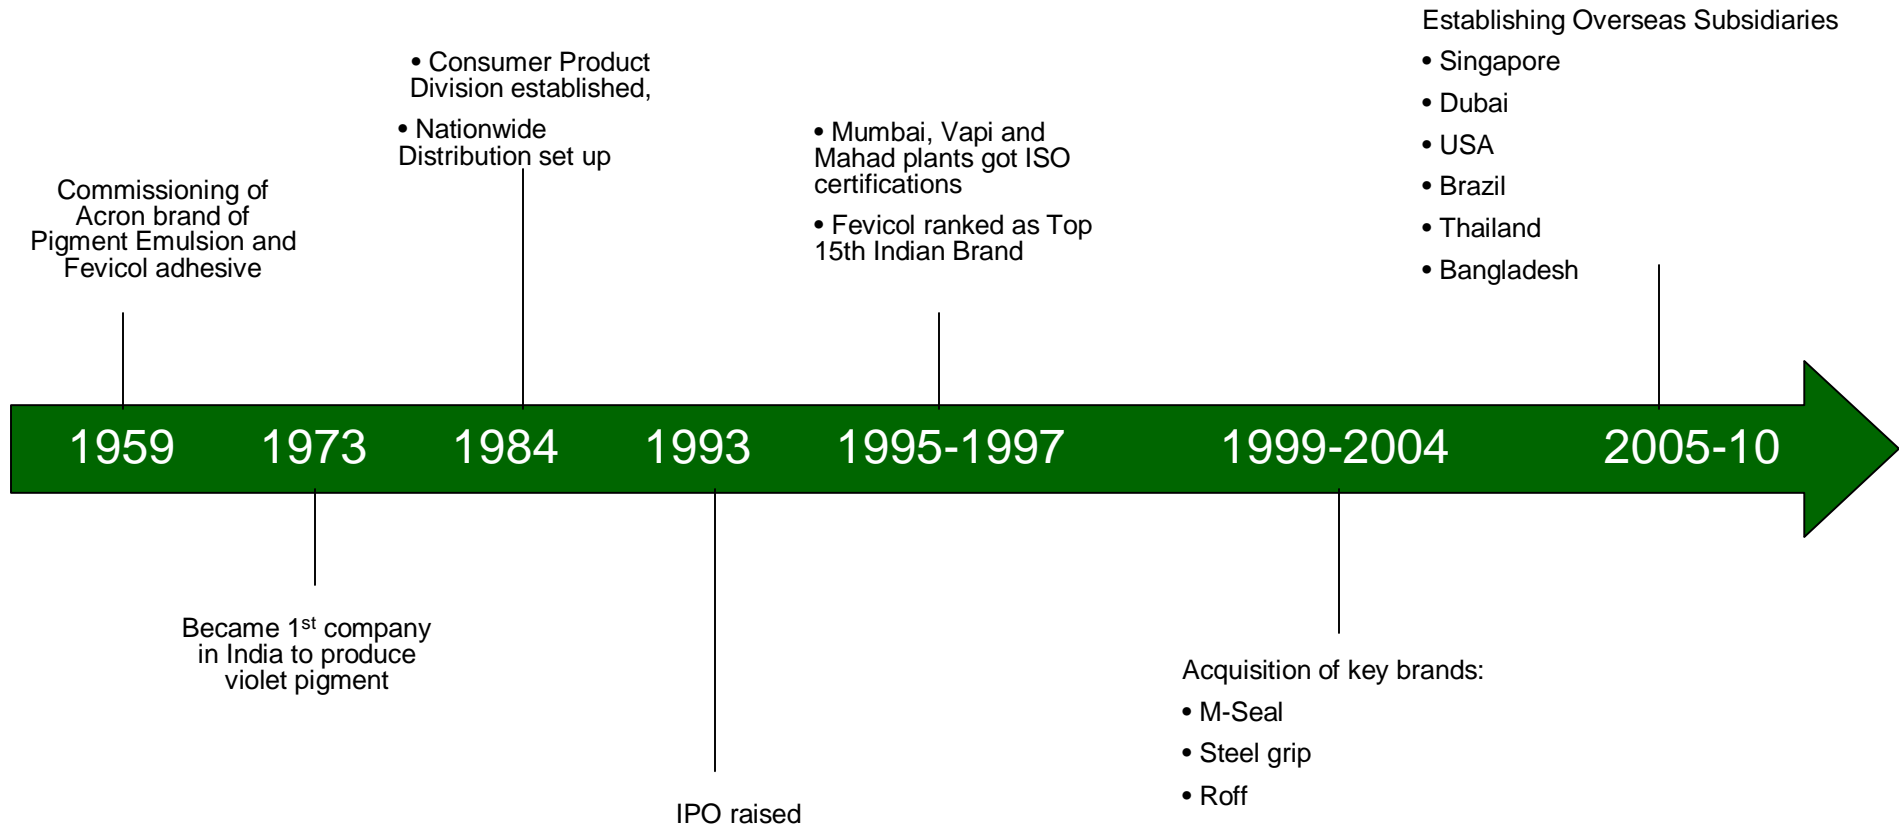 Establishing Overseas Subsidiaries
• Singapore
• Dubai
• USA
• Brazil
• Thailand
• Bangladesh
• Consumer Product
Division established,
• Nationwide
Distribution set up
• Mumbai, Vapi and
Mahad plants got ISO
certifications
• Fevicol ranked as Top
15th Indian Brand
Commissioning of
Acron brand of
Pigment Emulsion and
Fevicol adhesive
1959 1973 1984 1993 1995-1997 1999-2004 2005-10
Became 1st company
in India to produce
violet pigment
IPO raised
Acquisition of key brands:
• M-Seal
• Steel grip
• Roff